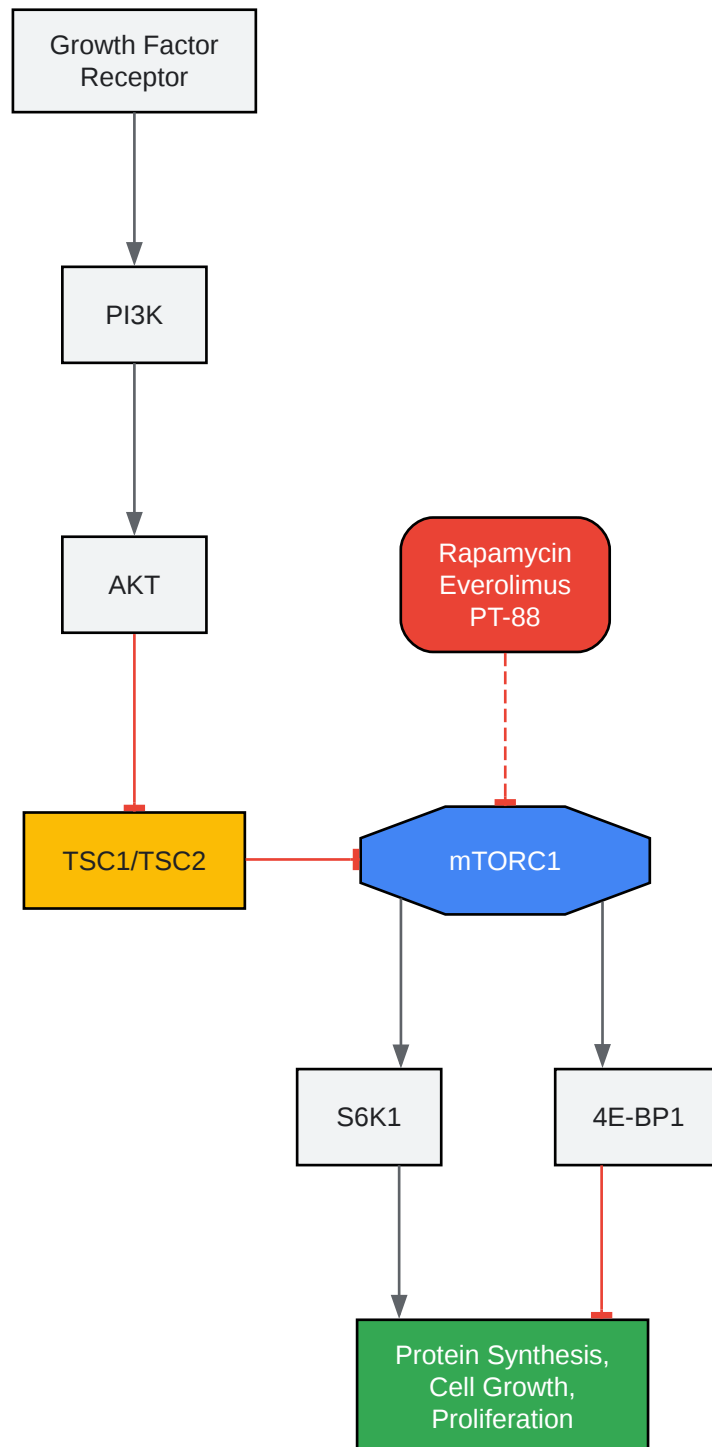 Growth Factor
Receptor
PI3K
AKT
Rapamycin
Everolimus
PT-88
TSC1/TSC2
mTORC1
S6K1
4E-BP1
Protein Synthesis,
Cell Growth,
Proliferation